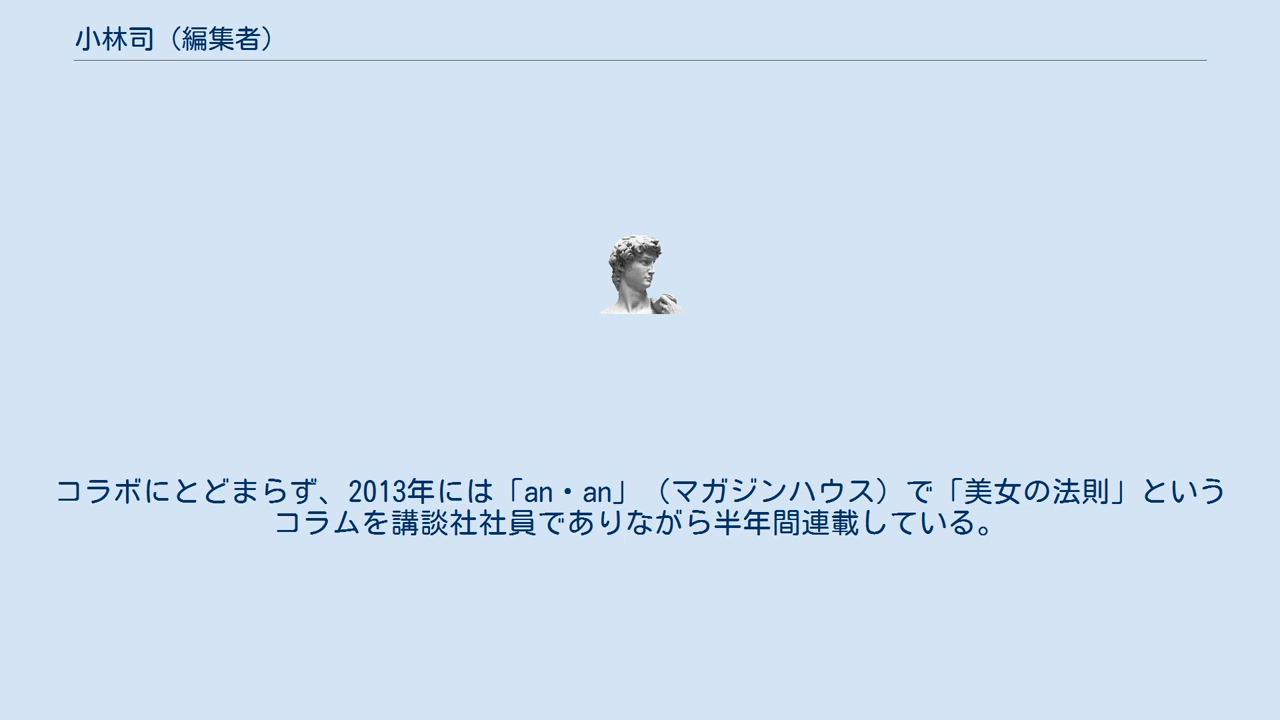 小林司（編集者）
コラボにとどまらず、2013年には「an・an」（マガジンハウス）で「美女の法則」という
コラムを講談社社員でありながら半年間連載している。